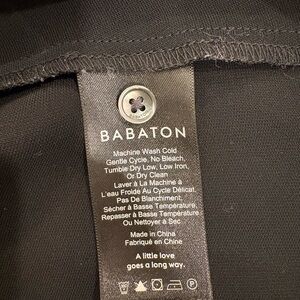 BABATON
Machine Wash Cold
Gentle Cycle, No Bleach,
Tumble Dry Low, Low Iron,
Or Dry Clean
Laver À La Machine à
L'eau Froide Au Cycle Délicat,
Pas De Blanchiment,
Sécher à Basse Température,
Repasser à Basse Température
Ou Nettoyer à Sec
Made in China
Fabriqué en Chine
A little love
goes a long way.